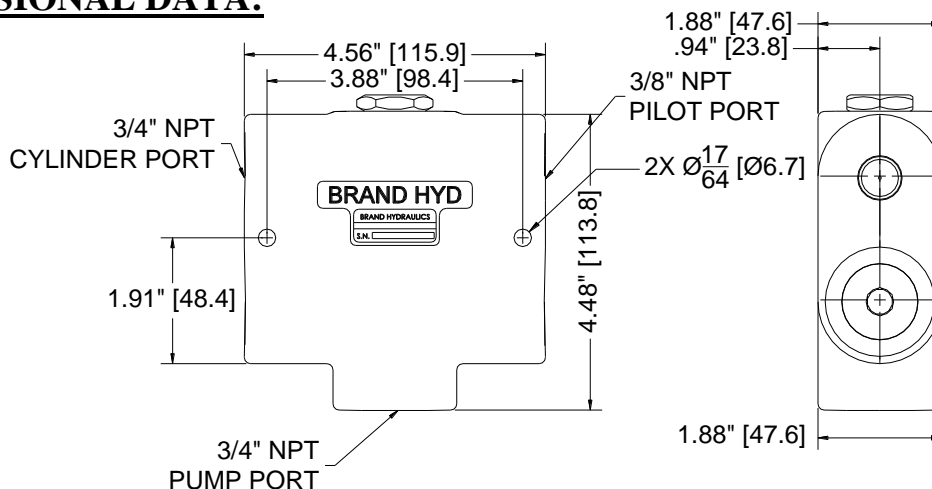 SIONAL DATA:
4.56" [115.9]
3.88" [98.4]
1.88" [47.6]
.94" [23.8]
3/8" NPT
PILOT PORT
3/4" NPT
CYLINDER PORT
2X Ø17/64 [Ø6.7]
BRAND HYD
BRAND HYDRAULICS
S.N.
1.91" [48.4]
4.48" [113.8]
1.88" [47.6]
3/4" NPT
PUMP PORT